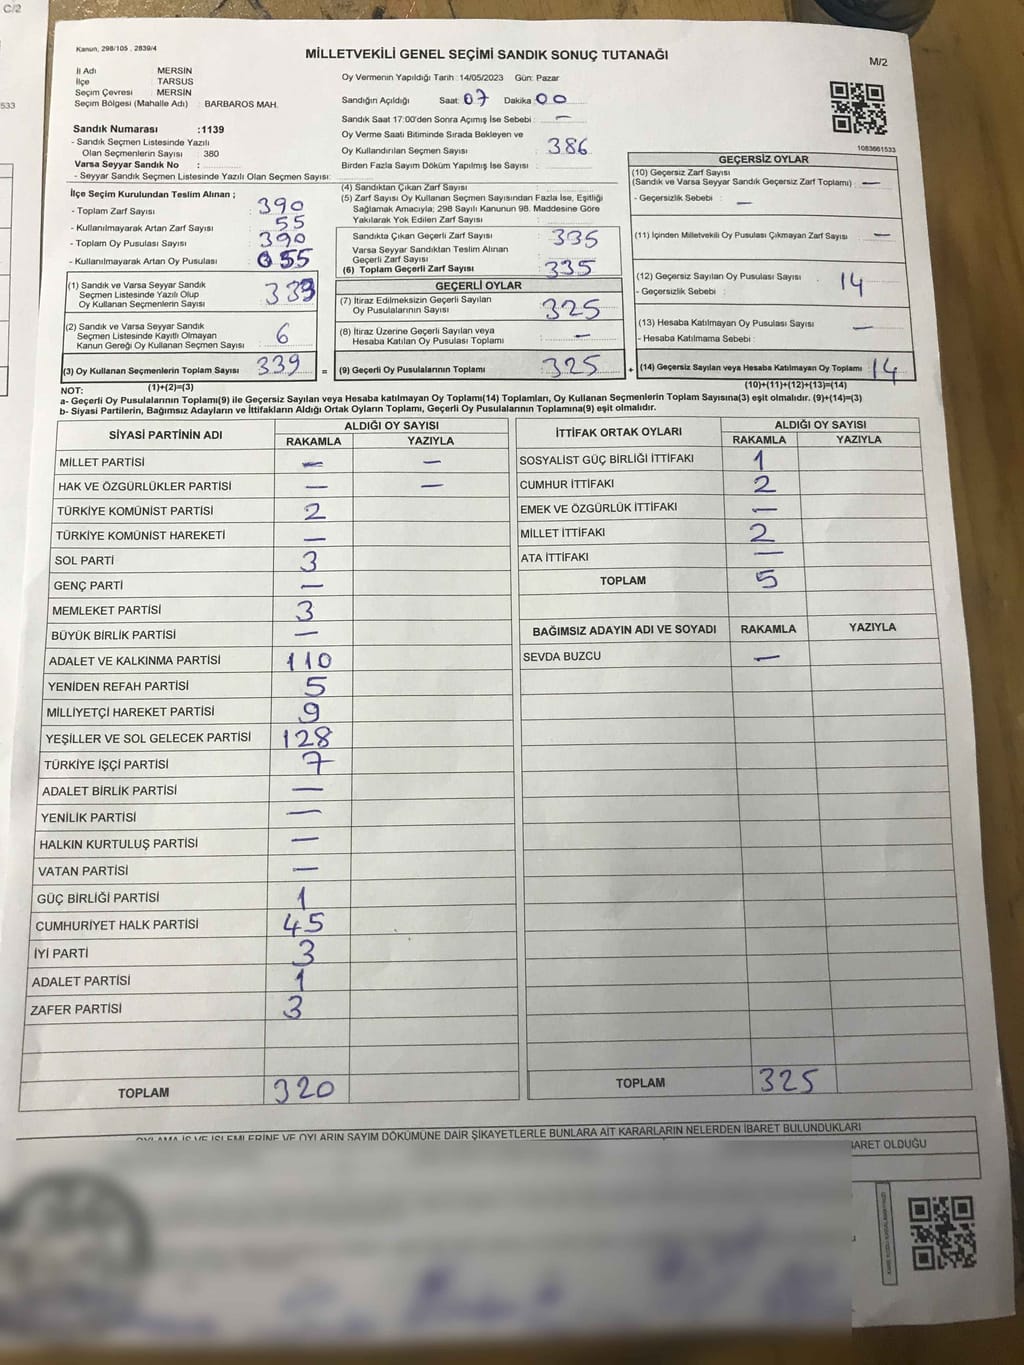 C/2
533
Kanun, 298/105 , 2839/4
MİLLETVEKİLİ GENEL SEÇİMİ SANDIK SONUÇ TUTANAĞI
M/2
İl Adı MERSİN
İlçe TARSUS
Seçim Çevresi MERSİN
Seçim Bölgesi (Mahalle Adı) : BARBAROS MAH.
Sandık Numarası :1139
- Sandık Seçmen Listesinde Yazılı
Olan Seçmenlerin Sayısı : 380
Varsa Seyyar Sandık No :
- Seyyar Sandık Seçmen Listesinde Yazılı Olan Seçmen Sayısı:
Oy Vermenin Yapıldığı Tarih :14/05/2023 Gün: Pazar
Sandığın Açıldığı Saat: 07 Dakika 00
Sandık Saat 17:00'den Sonra Açımış İse Sebebi : —
Oy Verme Saati Bitiminde Sırada Bekleyen ve
Oy Kullandırılan Seçmen Sayısı : 386
Birden Fazla Sayım Döküm Yapılmış İse Sayısı :
1083661533
İlçe Seçim Kurulundan Teslim Alınan ;
- Toplam Zarf Sayısı : 390
- Kullanılmayarak Artan Zarf Sayısı : 55
- Toplam Oy Pusulası Sayısı : 390
- Kullanılmayarak Artan Oy Pusulası : 55
(1) Sandık ve Varsa Seyyar Sandık
Seçmen Listesinde Yazılı Olup
Oy Kullanan Seçmenlerin Sayısı : 333
(2) Sandık ve Varsa Seyyar Sandık
Seçmen Listesinde Kayıtlı Olmayan
Kanun Gereği Oy Kullanan Seçmen Sayısı : 6
(3) Oy Kullanan Seçmenlerin Toplam Sayısı : 339 =
(4) Sandıktan Çıkan Zarf Sayısı :
(5) Zarf Sayısı Oy Kullanan Seçmen Sayısından Fazla İse, Eşitliği
Sağlamak Amacıyla; 298 Sayılı Kanunun 98. Maddesine Göre
Yakılarak Yok Edilen Zarf Sayısı :
Sandıkta Çıkan Geçerli Zarf Sayısı : 335
Varsa Seyyar Sandıktan Teslim Alınan
Geçerli Zarf Sayısı :
(6) Toplam Geçerli Zarf Sayısı : 335
GEÇERLİ OYLAR
(7) İtiraz Edilmeksizin Geçerli Sayılan
Oy Pusulalarının Sayısı : 325
(8) İtiraz Üzerine Geçerli Sayılan veya
Hesaba Katılan Oy Pusulası Toplamı : —
(9) Geçerli Oy Pusulalarının Toplamı : 325 +
GEÇERSİZ OYLAR
(10) Geçersiz Zarf Sayısı
(Sandık ve Varsa Seyyar Sandık Geçersiz Zarf Toplamı) : —
- Geçersizlik Sebebi : —
(11) İçinden Milletvekili Oy Pusulası Çıkmayan Zarf Sayısı : —
(12) Geçersiz Sayılan Oy Pusulası Sayısı : 14
- Geçersizlik Sebebi :
(13) Hesaba Katılmayan Oy Pusulası Sayısı : —
- Hesaba Katılmama Sebebi :
(14) Geçersiz Sayılan veya Hesaba Katılmayan Oy Toplamı : 14
NOT: (1)+(2)=(3) (10)+(11)+(12)+(13)=(14)
a- Geçerli Oy Pusulalarının Toplamı(9) ile Geçersiz Sayılan veya Hesaba katılmayan Oy Toplamı(14) Toplamları, Oy Kullanan Seçmenlerin Toplam Sayısına(3) eşit olmalıdır. (9)+(14)=(3)
b- Siyasi Partilerin, Bağımsız Adayların ve İttifakların Aldığı Ortak Oyların Toplamı, Geçerli Oy Pusulalarının Toplamına(9) eşit olmalıdır.
SİYASİ PARTİNİN ADI ALDIĞI OY SAYISI
RAKAMLA YAZIYLA
MİLLET PARTİSİ — —
HAK VE ÖZGÜRLÜKLER PARTİSİ — —
TÜRKİYE KOMÜNİST PARTİSİ 2
TÜRKİYE KOMÜNİST HAREKETİ —
SOL PARTİ 3
GENÇ PARTİ —
MEMLEKET PARTİSİ 3
BÜYÜK BİRLİK PARTİSİ —
ADALET VE KALKINMA PARTİSİ 110
YENİDEN REFAH PARTİSİ 5
MİLLİYETÇİ HAREKET PARTİSİ 9
YEŞİLLER VE SOL GELECEK PARTİSİ 128
TÜRKİYE İŞÇİ PARTİSİ 7
ADALET BİRLİK PARTİSİ —
YENİLİK PARTİSİ —
HALKIN KURTULUŞ PARTİSİ —
VATAN PARTİSİ —
GÜÇ BİRLİĞİ PARTİSİ 1
CUMHURİYET HALK PARTİSİ 45
İYİ PARTİ 3
ADALET PARTİSİ 1
ZAFER PARTİSİ 3
TOPLAM 320
İTTİFAK ORTAK OYLARI ALDIĞI OY SAYISI
RAKAMLA YAZIYLA
SOSYALİST GÜÇ BİRLİĞİ İTTİFAKI 1
CUMHUR İTTİFAKI 2
EMEK VE ÖZGÜRLÜK İTTİFAKI —
MİLLET İTTİFAKI 2
ATA İTTİFAKI —
TOPLAM 5
BAĞIMSIZ ADAYIN ADI VE SOYADI RAKAMLA YAZIYLA
SEVDA BUZCU —
TOPLAM 325
OYLAMA İŞ VE İŞLEMLERİNE VE OYLARIN SAYIM DÖKÜMÜNE DAİR ŞİKAYETLERLE BUNLARA AİT KARARLARIN NELERDEN İBARET BULUNDUKLARI
BARET OLDUĞU